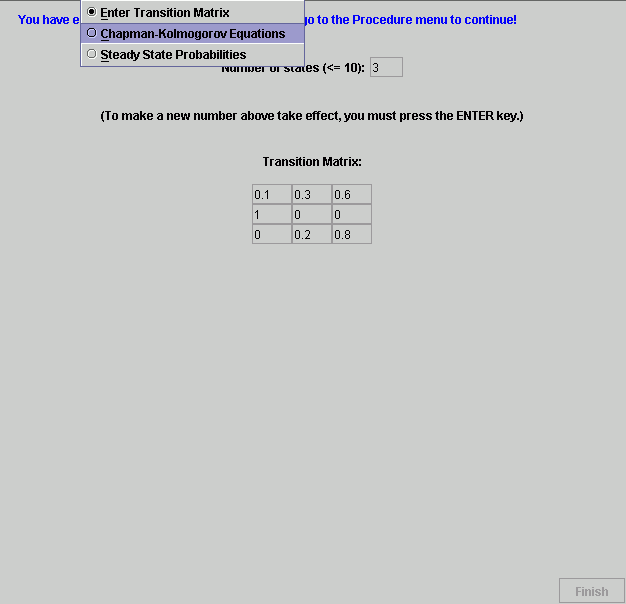 Enter Transition Matrix
You have e go to the Procedure menu to continue!
Chapman-Kolmogorov Equations
Steady State Probabilities
Number of states (<= 10): 3
(To make a new number above take effect, you must press the ENTER key.)
Transition Matrix:
0.1 0.3 0.6
1 0 0
0 0.2 0.8
Finish